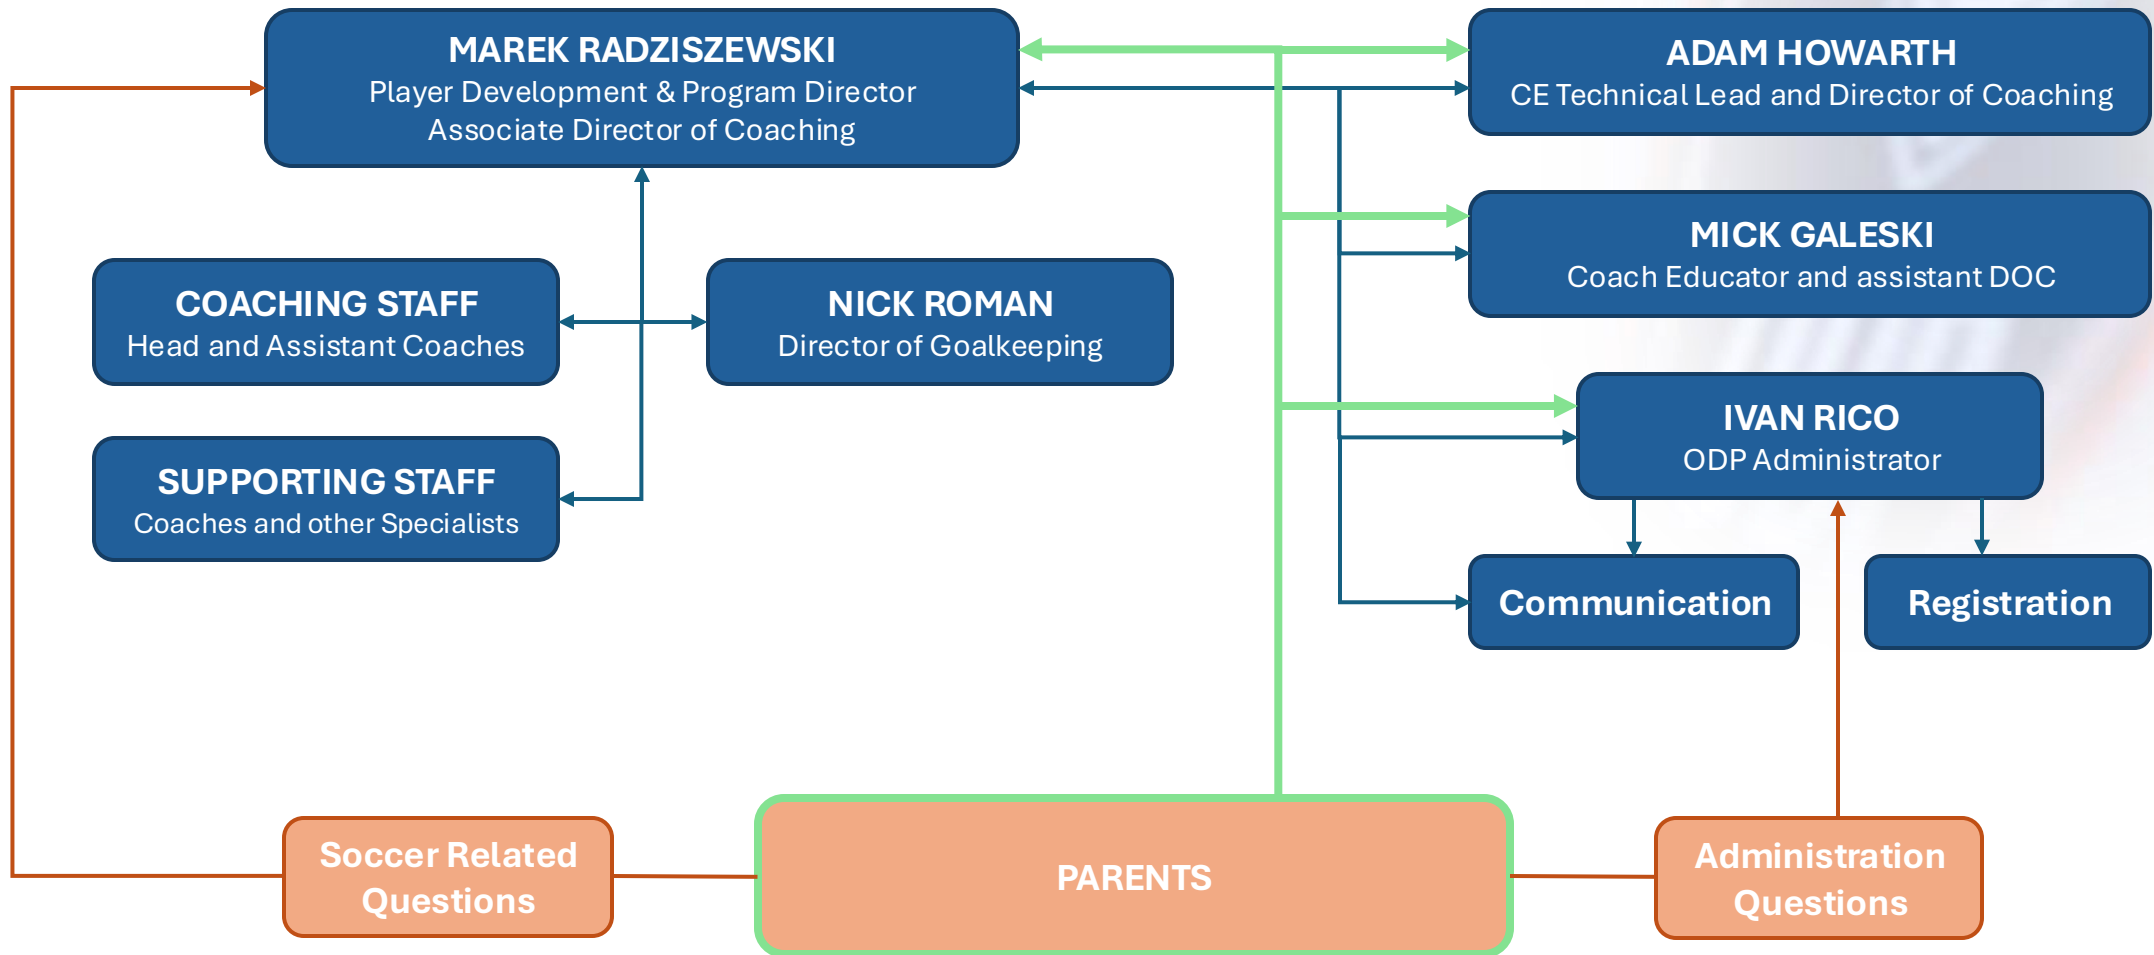 MAREK RADZISZEWSKI
Player Development & Program Director
Associate Director of Coaching
ADAM HOWARTH
CE Technical Lead and Director of Coaching
MICK GALESKI
Coach Educator and assistant DOC
COACHING STAFF
Head and Assistant Coaches
NICK ROMAN
Director of Goalkeeping
IVAN RICO
ODP Administrator
SUPPORTING STAFF
Coaches and other Specialists
Communication
Registration
Soccer Related
Questions
PARENTS
Administration
Questions